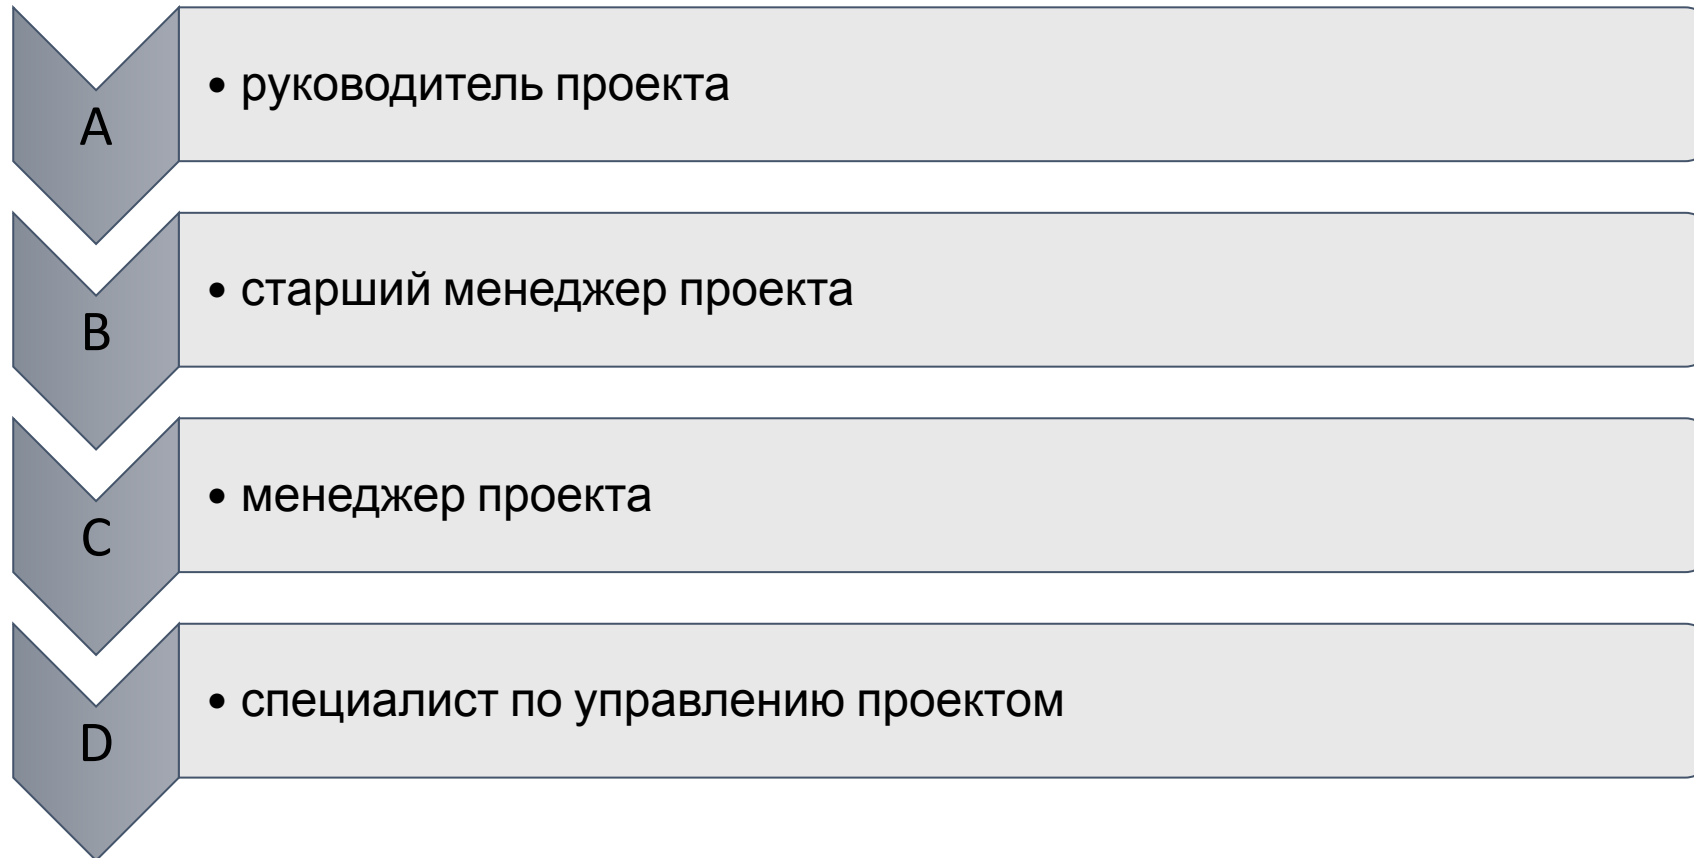 A
• руководитель проекта
B
• старший менеджер проекта
C
• менеджер проекта
D
• специалист по управлению проектом